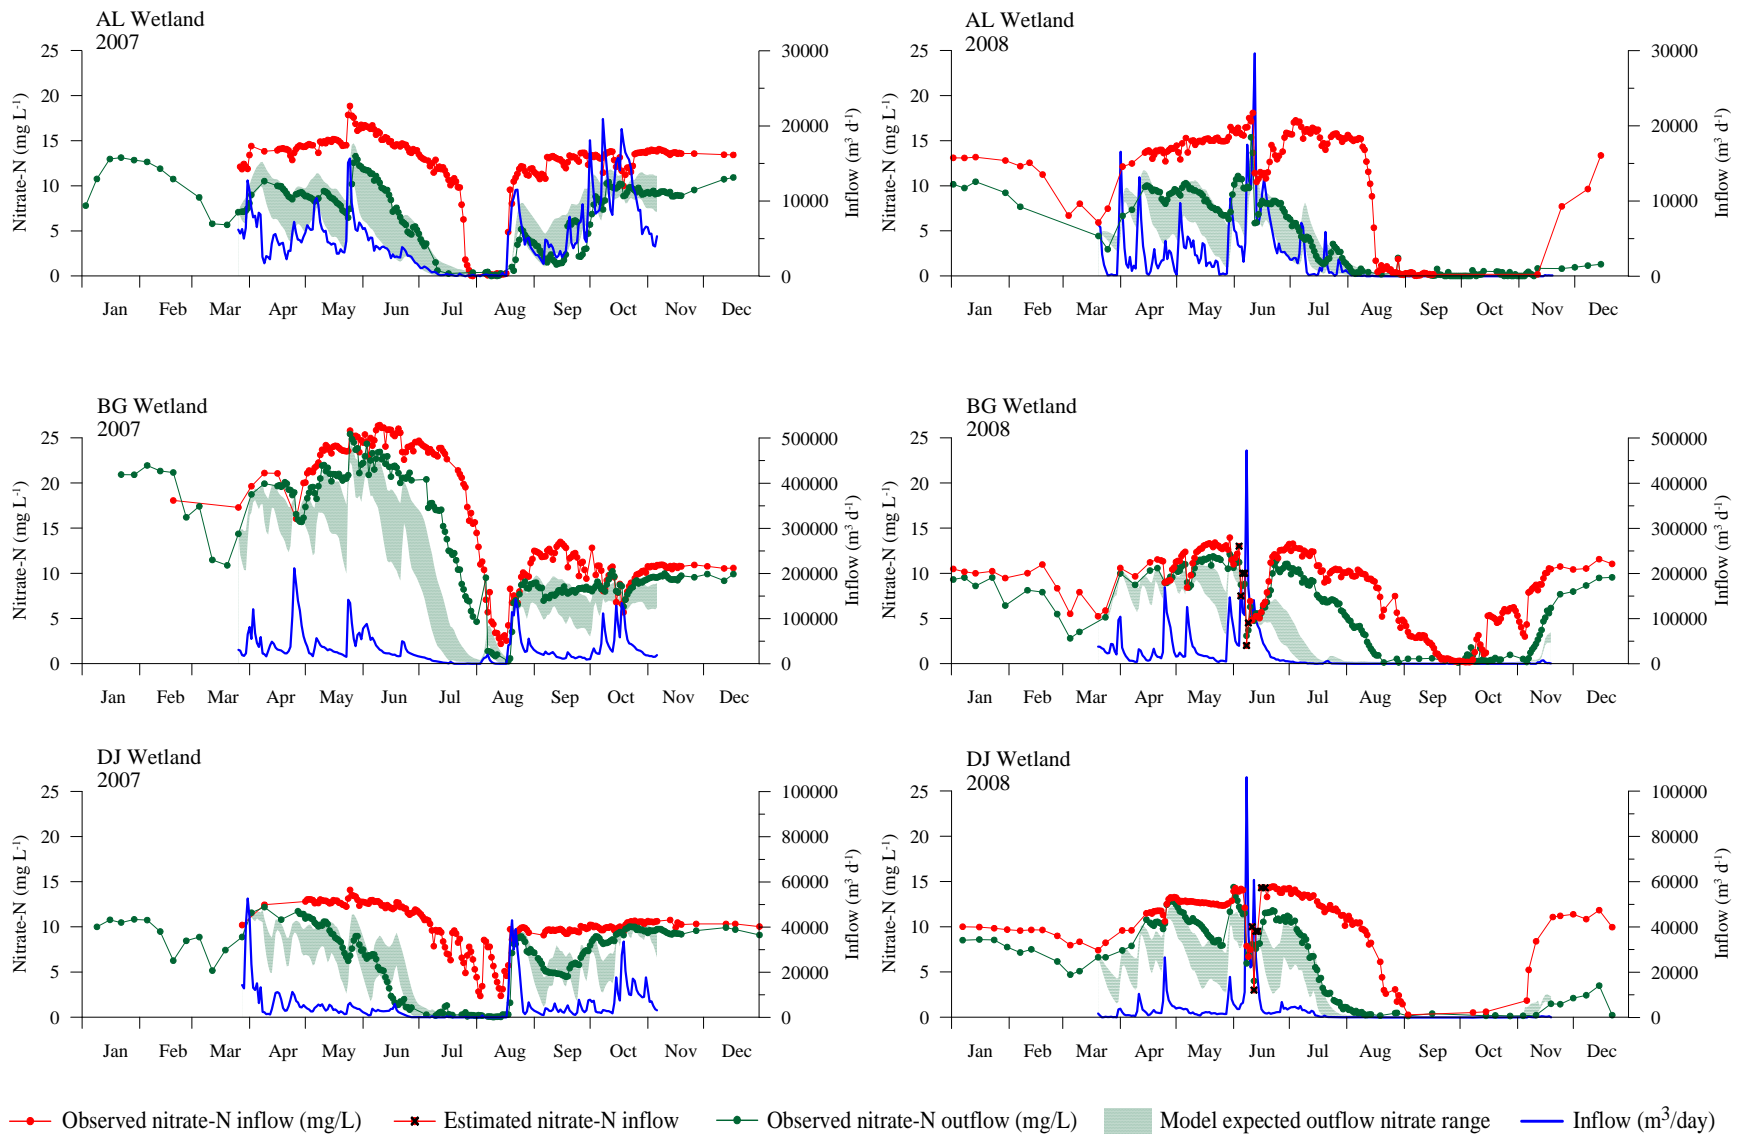 AL Wetland
2007
25
20
15
10
5
0
Nitrate-N (mg L-1)
30000
20000
10000
0
Inflow (m3 d-1)
Jan Feb Mar Apr May Jun Jul Aug Sep Oct Nov Dec
AL Wetland
2008
25
20
15
10
5
0
Nitrate-N (mg L-1)
30000
20000
10000
0
Inflow (m3 d-1)
Jan Feb Mar Apr May Jun Jul Aug Sep Oct Nov Dec
BG Wetland
2007
25
20
15
10
5
0
Nitrate-N (mg L-1)
500000
400000
300000
200000
100000
0
Inflow (m3 d-1)
Jan Feb Mar Apr May Jun Jul Aug Sep Oct Nov Dec
BG Wetland
2008
25
20
15
10
5
0
Nitrate-N (mg L-1)
500000
400000
300000
200000
100000
0
Inflow (m3 d-1)
Jan Feb Mar Apr May Jun Jul Aug Sep Oct Nov Dec
DJ Wetland
2007
25
20
15
10
5
0
Nitrate-N (mg L-1)
100000
80000
60000
40000
20000
0
Inflow (m3 d-1)
Jan Feb Mar Apr May Jun Jul Aug Sep Oct Nov Dec
DJ Wetland
2008
25
20
15
10
5
0
Nitrate-N (mg L-1)
100000
80000
60000
40000
20000
0
Inflow (m3 d-1)
Jan Feb Mar Apr May Jun Jul Aug Sep Oct Nov Dec
Observed nitrate-N inflow (mg/L) Estimated nitrate-N inflow Observed nitrate-N outflow (mg/L) Model expected outflow nitrate range Inflow (m3/day)